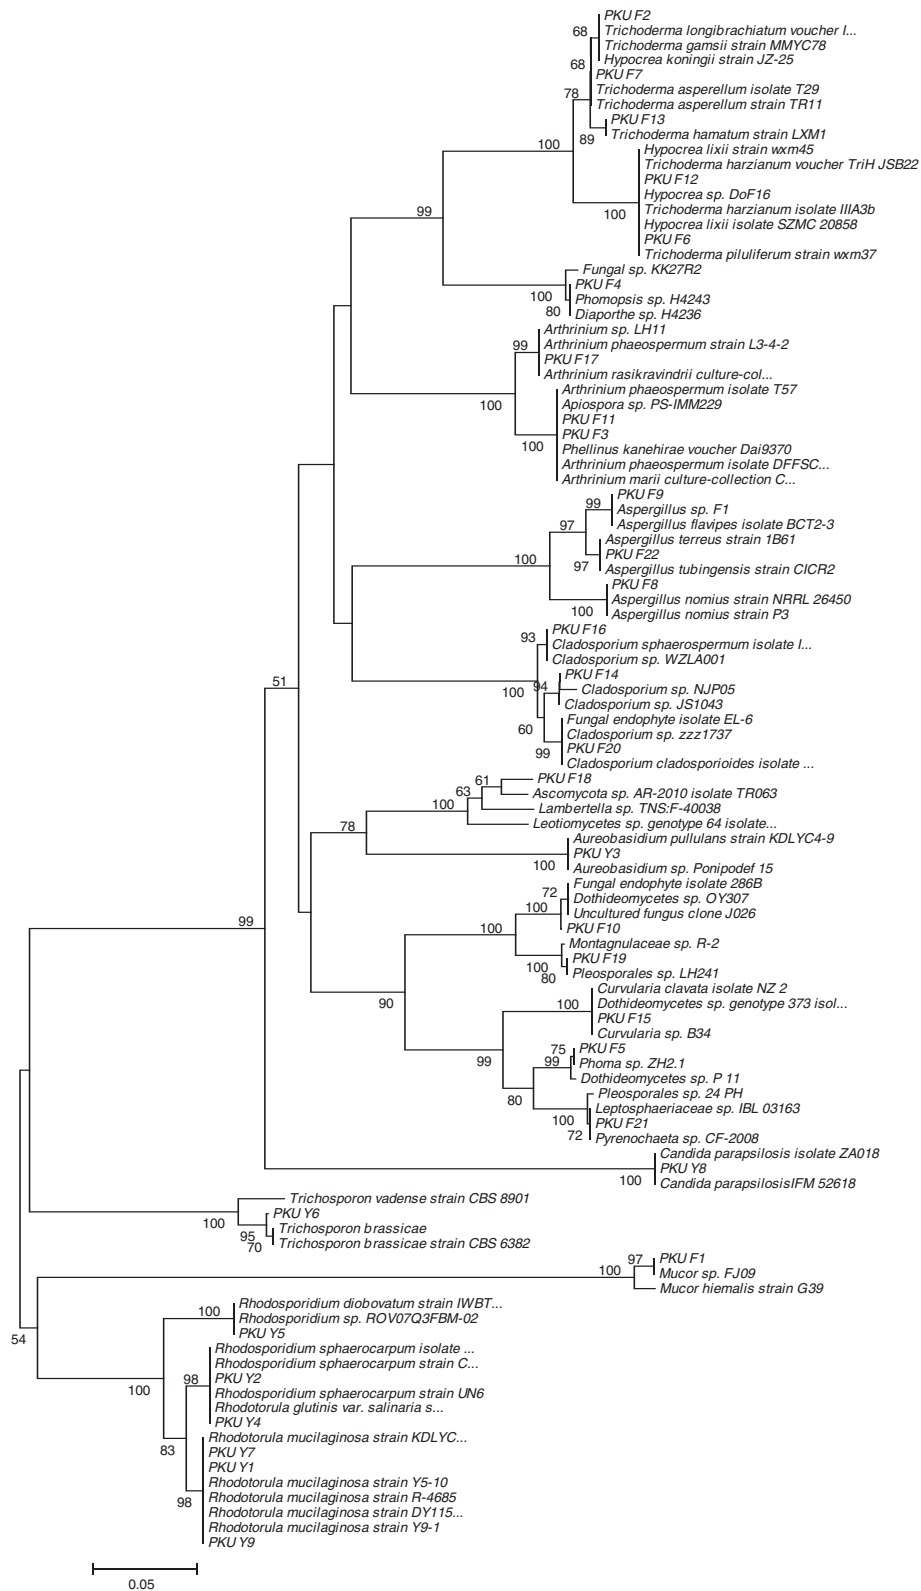 PKU F2
68
Trichoderma longibrachiatum voucher I...
Trichoderma gamsii strain MMYC78
Hypocrea koningii strain JZ-25
68
PKU F7
Trichoderma asperellum isolate T29
78
Trichoderma asperellum strain TR11
PKU F13
Trichoderma hamatum strain LXM1
89
100
Hypocrea lixii strain wxm45
Trichoderma harzianum voucher TriH JSB22
PKU F12
Hypocrea sp. DoF16
Trichoderma harzianum isolate IIIA3b
99
100
Hypocrea lixii isolate SZMC 20858
PKU F6
Trichoderma piluliferum strain wxm37
Fungal sp. KK27R2
PKU F4
100
Phomopsis sp. H4243
80
Diaporthe sp. H4236
Arthrinium sp. LH11
99
Arthrinium phaeospermum strain L3-4-2
PKU F17
Arthrinium rasikravindrii culture-col...
100
Arthrinium phaeospermum isolate T57
Apiospora sp. PS-IMM229
PKU F11
PKU F3
100
Phellinus kanehirae voucher Dai9370
Arthrinium phaeospermum isolate DFFSC...
Arthrinium marii culture-collection C...
PKU F9
99
Aspergillus sp. F1
97
Aspergillus flavipes isolate BCT2-3
Aspergillus terreus strain 1B61
100
PKU F22
97
Aspergillus tubingensis strain CICR2
PKU F8
Aspergillus nomius strain NRRL 26450
100
Aspergillus nomius strain P3
PKU F16
93
Cladosporium sphaerospermum isolate I...
Cladosporium sp. WZLA001
51
PKU F14
94
100
Cladosporium sp. NJP05
Cladosporium sp. JS1043
Fungal endophyte isolate EL-6
60
Cladosporium sp. zzz1737
99
PKU F20
Cladosporium cladosporioides isolate ...
61
PKU F18
63
Ascomycota sp. AR-2010 isolate TR063
100
Lambertella sp. TNS:F-40038
78
Leotiomycetes sp. genotype 64 isolate...
Aureobasidium pullulans strain KDLYC4-9
PKU Y3
100
Aureobasidium sp. Ponipodef 15
Fungal endophyte isolate 286B
72
Dothideomycetes sp. OY307
100
Uncultured fungus clone J026
99
100
PKU F10
Montagnulaceae sp. R-2
PKU F19
100
80
Pleosporales sp. LH241
Curvularia clavata isolate NZ 2
90
100
Dothideomycetes sp. genotype 373 isol...
PKU F15
Curvularia sp. B34
75
PKU F5
99
99
Phoma sp. ZH2.1
Dothideomycetes sp. P 11
80
Pleosporales sp. 24 PH
Leptosphaeriaceae sp. IBL 03163
100
PKU F21
72
Pyrenochaeta sp. CF-2008
Candida parapsilosis isolate ZA018
PKU Y8
100
Candida parapsilosisIFM 52618
Trichosporon vadense strain CBS 8901
PKU Y6
100
Trichosporon brassicae
95
70
Trichosporon brassicae strain CBS 6382
97
PKU F1
100
Mucor sp. FJ09
Mucor hiemalis strain G39
Rhodosporidium diobovatum strain IWBT...
100
Rhodosporidium sp. ROV07Q3FBM-02
PKU Y5
54
Rhodosporidium sphaerocarpum isolate ...
Rhodosporidium sphaerocarpum strain C...
98
PKU Y2
100
Rhodosporidium sphaerocarpum strain UN6
Rhodotorula glutinis var. salinaria s...
PKU Y4
Rhodotorula mucilaginosa strain KDLYC...
83
PKU Y7
PKU Y1
Rhodotorula mucilaginosa strain Y5-10
98
Rhodotorula mucilaginosa strain R-4685
Rhodotorula mucilaginosa strain DY115...
Rhodotorula mucilaginosa strain Y9-1
PKU Y9
0.05